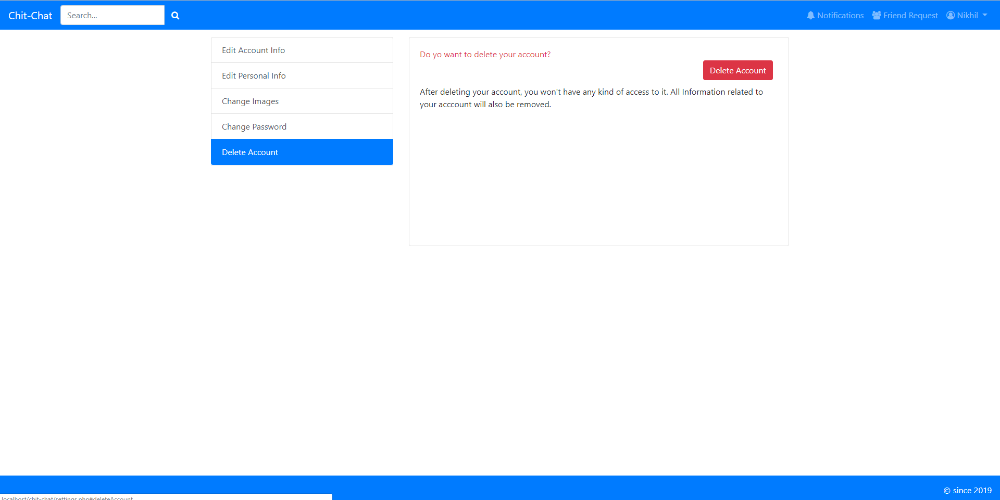 Chit-Chat Search... Notifications Friend Request Nikhil
Edit Account Info
Edit Personal Info
Change Images
Change Password
Delete Account
Do yo want to delete your account?
Delete Account
After deleting your account, you won't have any kind of access to it. All Information related to
your acccount will also be removed.
© since 2019
localhost/chit-chat/settings.php#deleteAccount